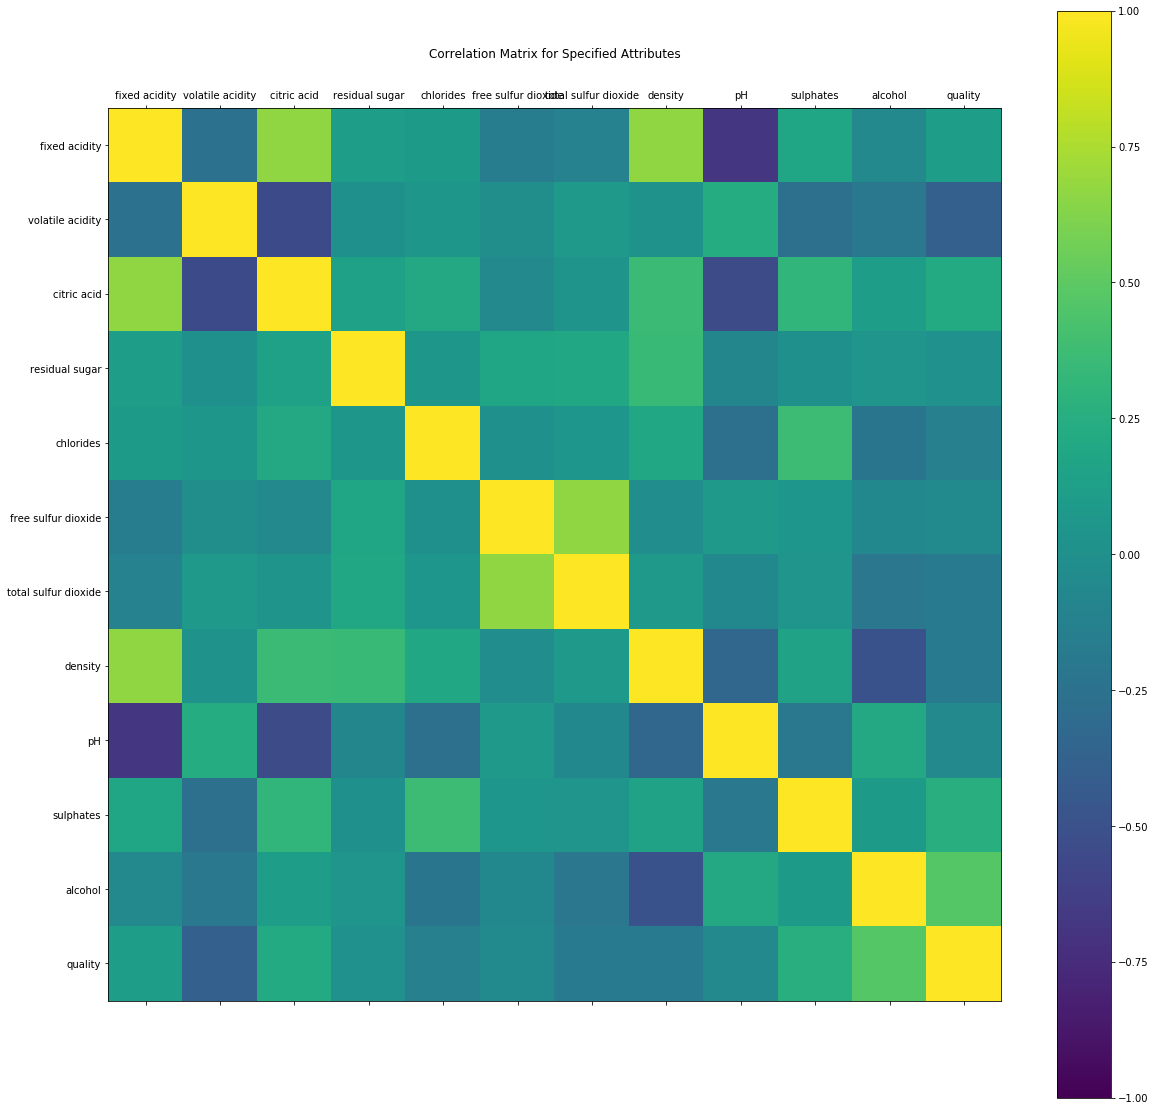 Correlation Matrix for Specified Attributes
fixed acidity volatile acidity citric acid residual sugar chlorides free sulfur dioxide total sulfur dioxide density pH sulphates alcohol quality
fixed acidity
volatile acidity
citric acid
residual sugar
chlorides
free sulfur dioxide
total sulfur dioxide
density
pH
sulphates
alcohol
quality
1.00
0.75
0.50
0.25
0.00
−0.25
−0.50
−0.75
−1.00